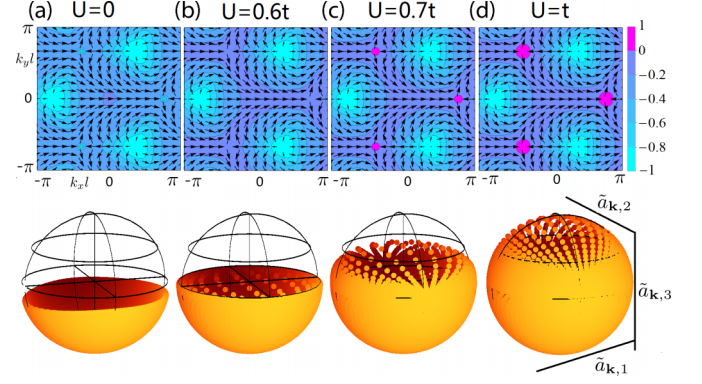 (a) U=0 (b) U=0.6t (c) U=0.7t (d) U=t
π 1
k_y l 0
-0.2
0 -0.4
-0.6
-0.8
-π -1
-π k_x l 0 π -π 0 π -π 0 π -π 0 π
ã_k,2
ã_k,3
ã_k,1